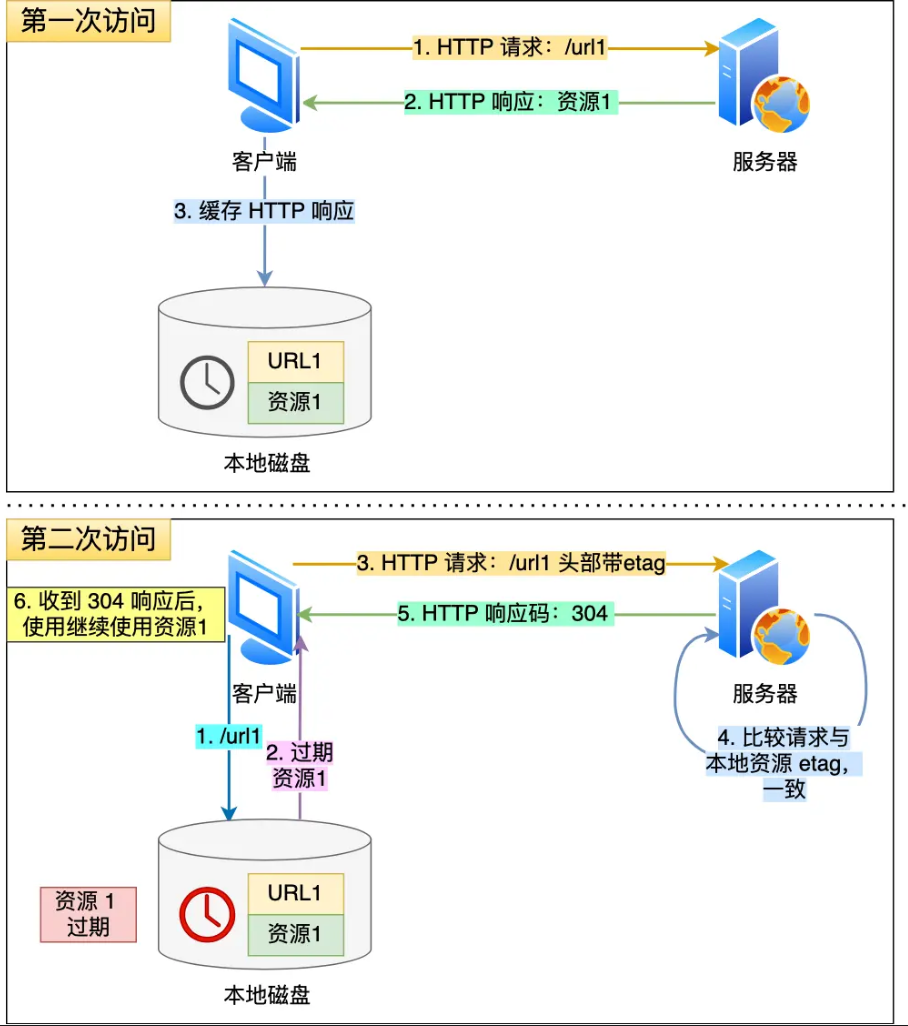 第一次访问
1. HTTP 请求：/url1
2. HTTP 响应：资源1
客户端
服务器
3. 缓存 HTTP 响应
URL1
资源1
本地磁盘
第二次访问
3. HTTP 请求：/url1 头部带etag
6. 收到 304 响应后，
使用继续使用资源1
5. HTTP 响应码：304
客户端
服务器
1. /url1
2. 过期
资源1
4. 比较请求与
本地资源 etag，
一致
资源 1
过期
URL1
资源1
本地磁盘